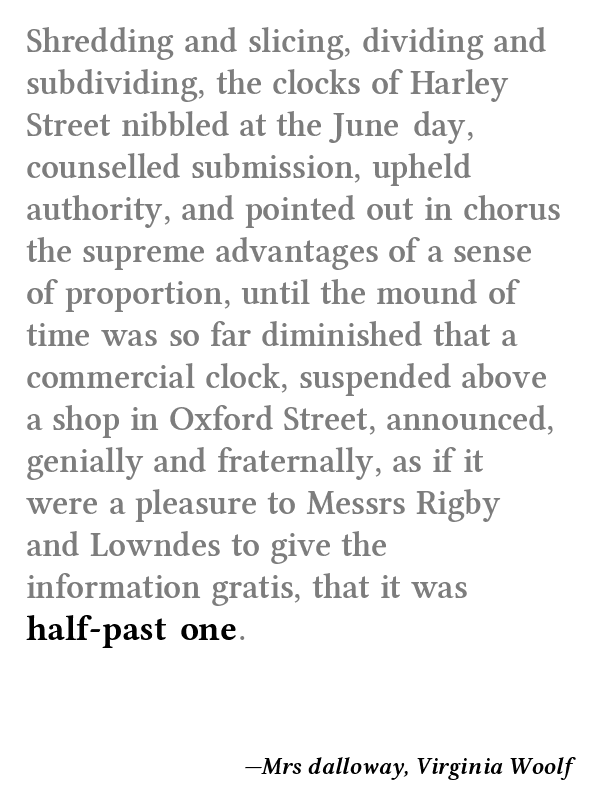 Shredding and slicing, dividing and
subdividing, the clocks of Harley
Street nibbled at the June day,
counselled submission, upheld
authority, and pointed out in chorus
the supreme advantages of a sense
of proportion, until the mound of
time was so far diminished that a
commercial clock, suspended above
a shop in Oxford Street, announced,
genially and fraternally, as if it
were a pleasure to Messrs Rigby
and Lowndes to give the
information gratis, that it was
half-past one.
—Mrs dalloway, Virginia Woolf